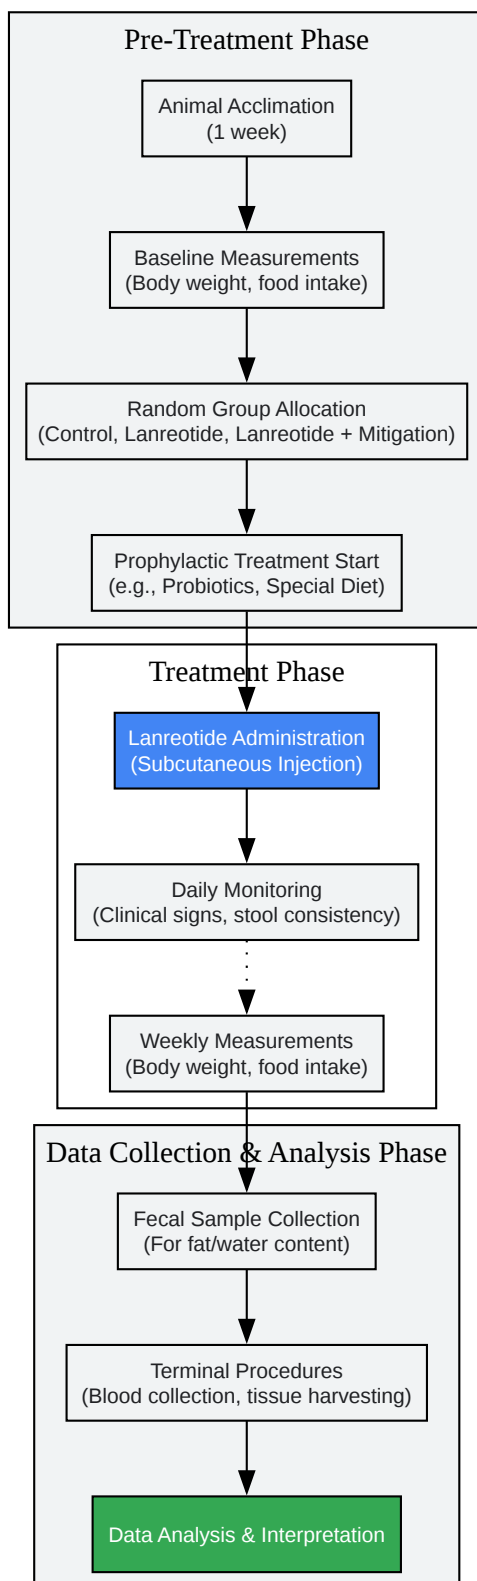 Pre-Treatment Phase
Animal Acclimation
(1 week)
Baseline Measurements
(Body weight, food intake)
Random Group Allocation
(Control, Lanreotide, Lanreotide + Mitigation)
Prophylactic Treatment Start
(e.g., Probiotics, Special Diet)
Treatment Phase
Lanreotide Administration
(Subcutaneous Injection)
Daily Monitoring
(Clinical signs, stool consistency)
Weekly Measurements
(Body weight, food intake)
Data Collection & Analysis Phase
Fecal Sample Collection
(For fat/water content)
Terminal Procedures
(Blood collection, tissue harvesting)
Data Analysis & Interpretation